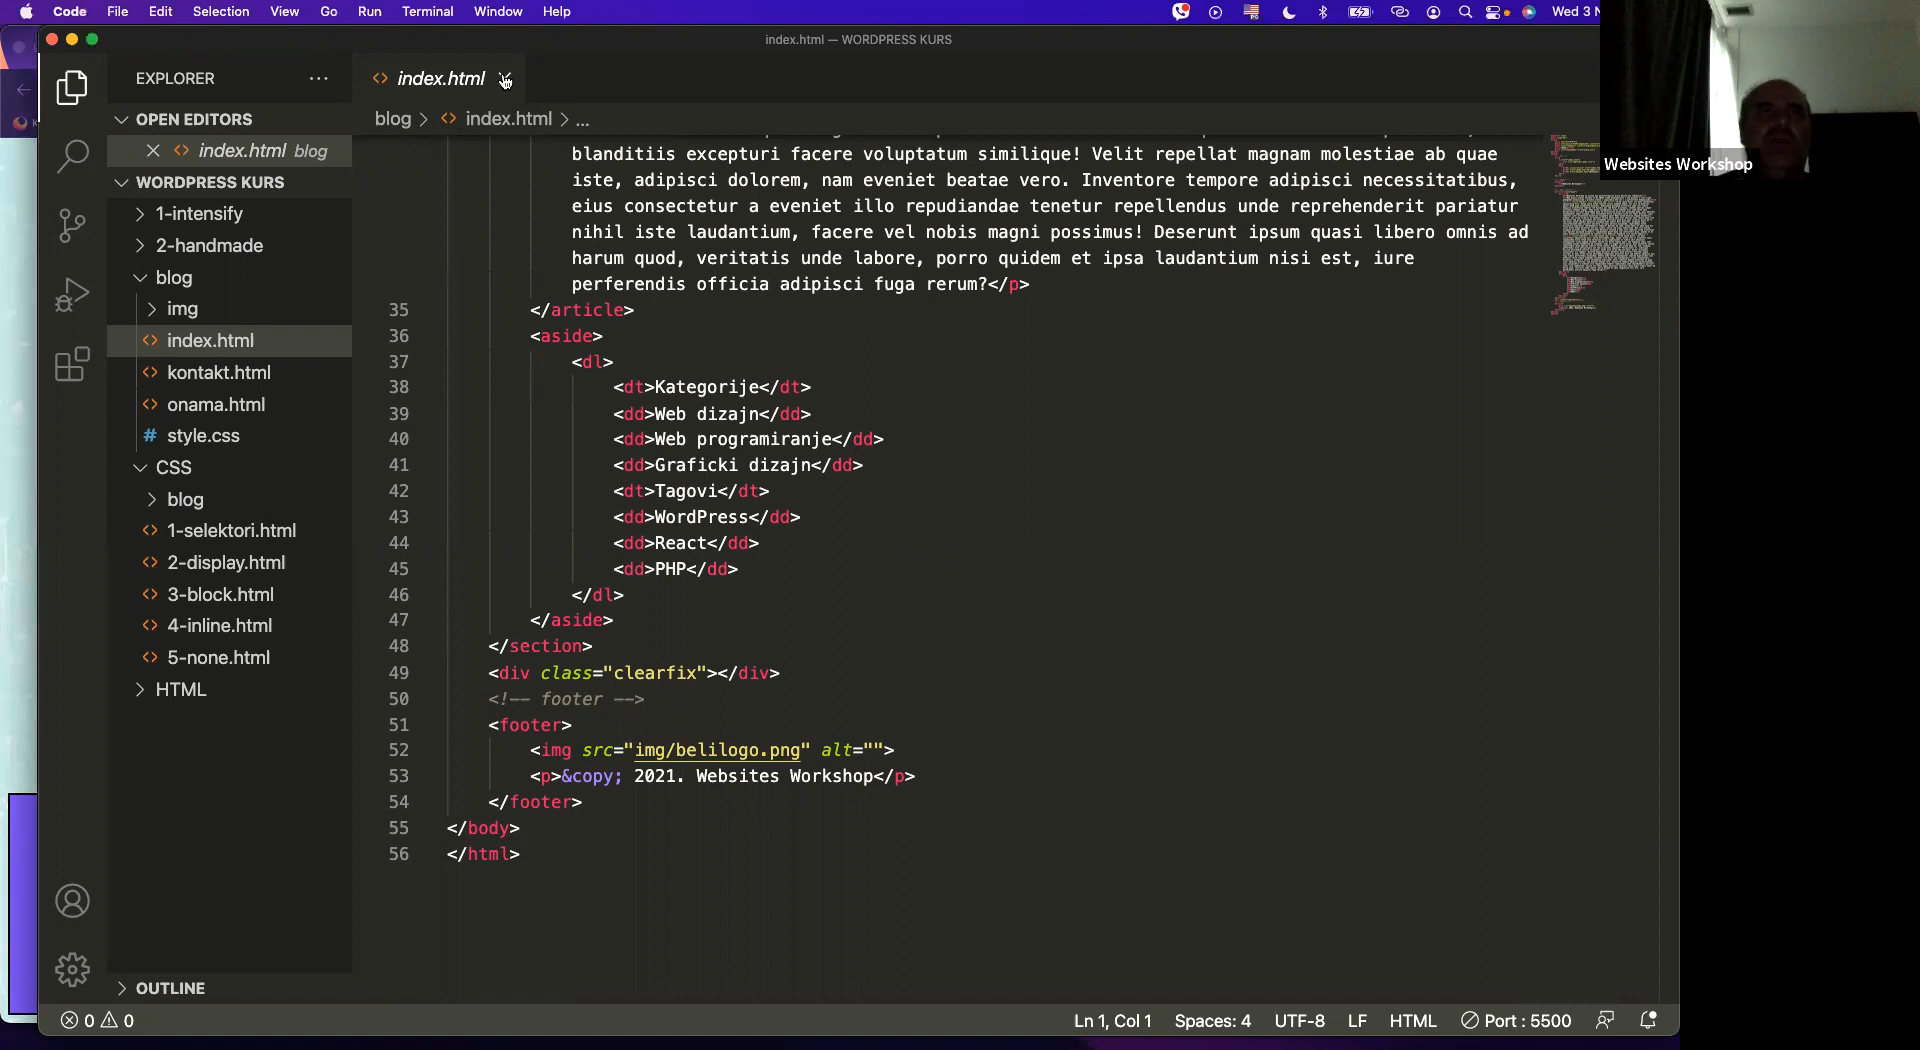 Code File Edit Selection View Go Run Terminal Window Help
Wed 3 N
index.html — WORDPRESS KURS
EXPLORER
index.html
OPEN EDITORS
blog > index.html > ...
index.html blog
WORDPRESS KURS
1-intensify
2-handmade
blog
img
index.html
kontakt.html
onama.html
style.css
CSS
blog
1-selektori.html
2-display.html
3-block.html
4-inline.html
5-none.html
HTML
OUTLINE
blanditiis excepturi facere voluptatum similique! Velit repellat magnam molestiae ab quae
iste, adipisci dolorem, nam eveniet beatae vero. Inventore tempore adipisci necessitatibus,
eius consectetur a eveniet illo repudiandae tenetur repellendus unde reprehenderit pariatur
nihil iste laudantium, facere vel nobis magni possimus! Deserunt ipsum quasi libero omnis ad
harum quod, veritatis unde labore, porro quidem et ipsa laudantium nisi est, iure
perferendis officia adipisci fuga rerum?</p>
35 </article>
36 <aside>
37 <dl>
38 <dt>Kategorije</dt>
39 <dd>Web dizajn</dd>
40 <dd>Web programiranje</dd>
41 <dd>Graficki dizajn</dd>
42 <dt>Tagovi</dt>
43 <dd>WordPress</dd>
44 <dd>React</dd>
45 <dd>PHP</dd>
46 </dl>
47 </aside>
48 </section>
49 <div class="clearfix"></div>
50 <!-- footer -->
51 <footer>
52 <img src="img/belilogo.png" alt="">
53 <p>&copy; 2021. Websites Workshop</p>
54 </footer>
55 </body>
56 </html>
Websites Workshop
0 0
Ln 1, Col 1 Spaces: 4 UTF-8 LF HTML Port : 5500